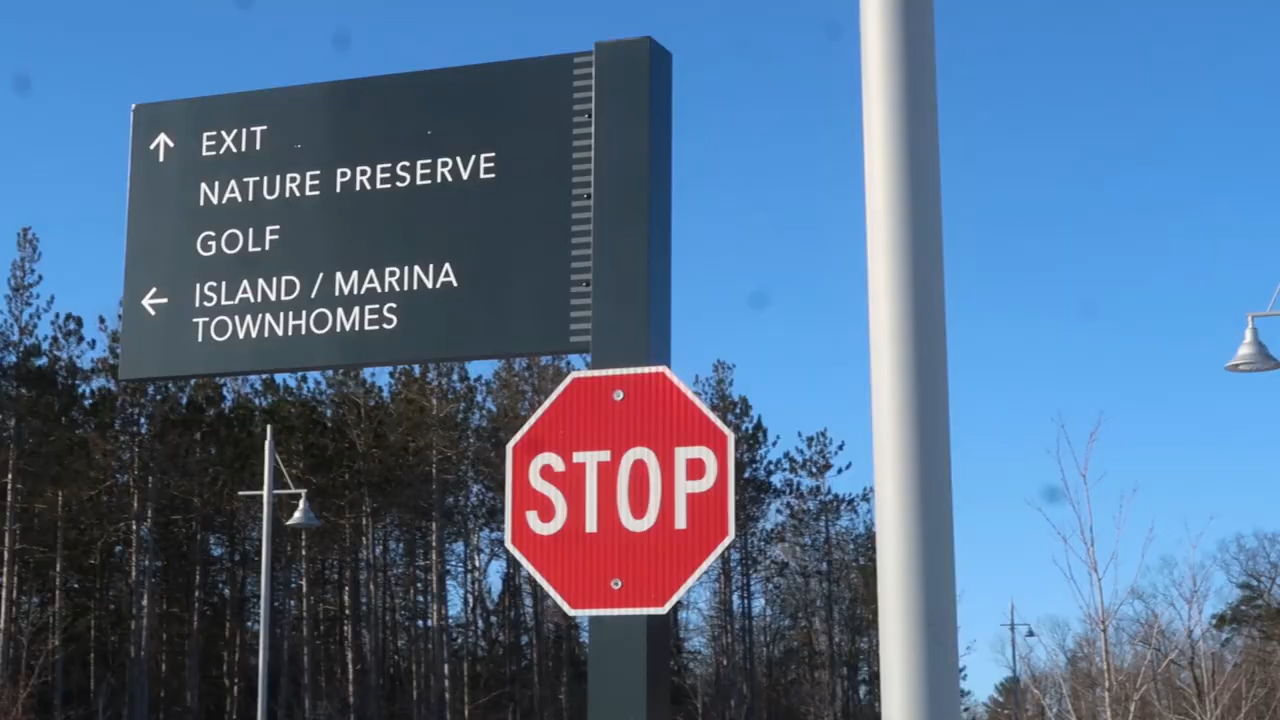 ↑ EXIT
NATURE PRESERVE
GOLF
← ISLAND / MARINA
TOWNHOMES
STOP